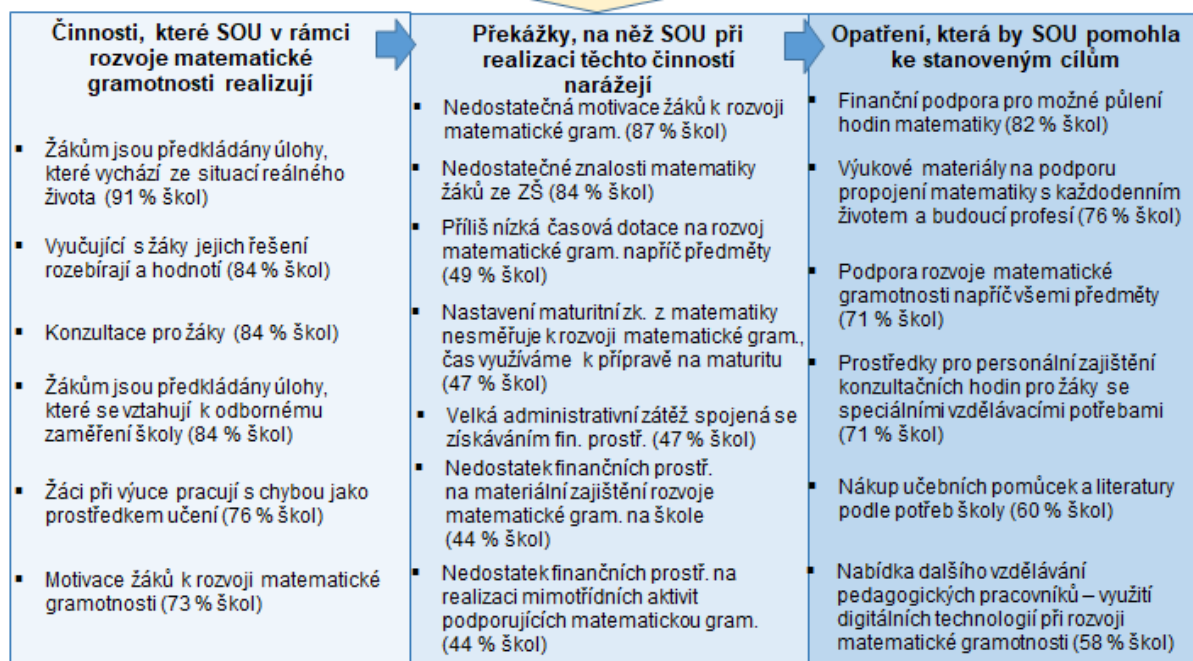 Činnosti, které SOU v rámci
rozvoje matematické
gramotnosti realizují
▪ Žákům jsou předkládány úlohy,
které vychází ze situací reálného
života (91 % škol)
▪ Vyučující s žáky jejich řešení
rozebírají a hodnotí (84 % škol)
▪ Konzultace pro žáky (84 % škol)
▪ Žákům jsou předkládány úlohy,
které se vztahují k odbornému
zaměření školy (84 % škol)
▪ Žáci při výuce pracují s chybou jako
prostředkem učení (76 % škol)
▪ Motivace žáků k rozvoji matematické
gramotnosti (73 % škol)
Překážky, na něž SOU při
realizaci těchto činností
narážejí
▪ Nedostatečná motivace žáků k rozvoji
matematické gram. (87 % škol)
▪ Nedostatečné znalosti matematiky
žáků ze ZŠ (84 % škol)
▪ Příliš nízká časová dotace na rozvoj
matematické gram. napříč předměty
(49 % škol)
▪ Nastavení maturitní zk. z matematiky
nesměřuje k rozvoji matematické gram.,
čas využíváme k přípravě na maturitu
(47 % škol)
▪ Velká administrativní zátěž spojená se
získáváním fin. prostř. (47 % škol)
▪ Nedostatek finančních prostř.
na materiální zajištění rozvoje
matematické gram. na škole
(44 % škol)
▪ Nedostatek finančních prostř. na
realizaci mimotřídních aktivit
podporujících matematickou gram.
(44 % škol)
Opatření, která by SOU pomohla
ke stanoveným cílům
▪ Finanční podpora pro možné půlení
hodin matematiky (82 % škol)
▪ Výukové materiály na podporu
propojení matematiky s každodenním
životem a budoucí profesí (76 % škol)
▪ Podpora rozvoje matematické
gramotnosti napříč všemi předměty
(71 % škol)
▪ Prostředky pro personální zajištění
konzultačních hodin pro žáky se
speciálními vzdělávacími potřebami
(71 % škol)
▪ Nákup učebních pomůcek a literatury
podle potřeb školy (60 % škol)
▪ Nabídka dalšího vzdělávání
pedagogických pracovníků – využití
digitálních technologií při rozvoji
matematické gramotnosti (58 % škol)